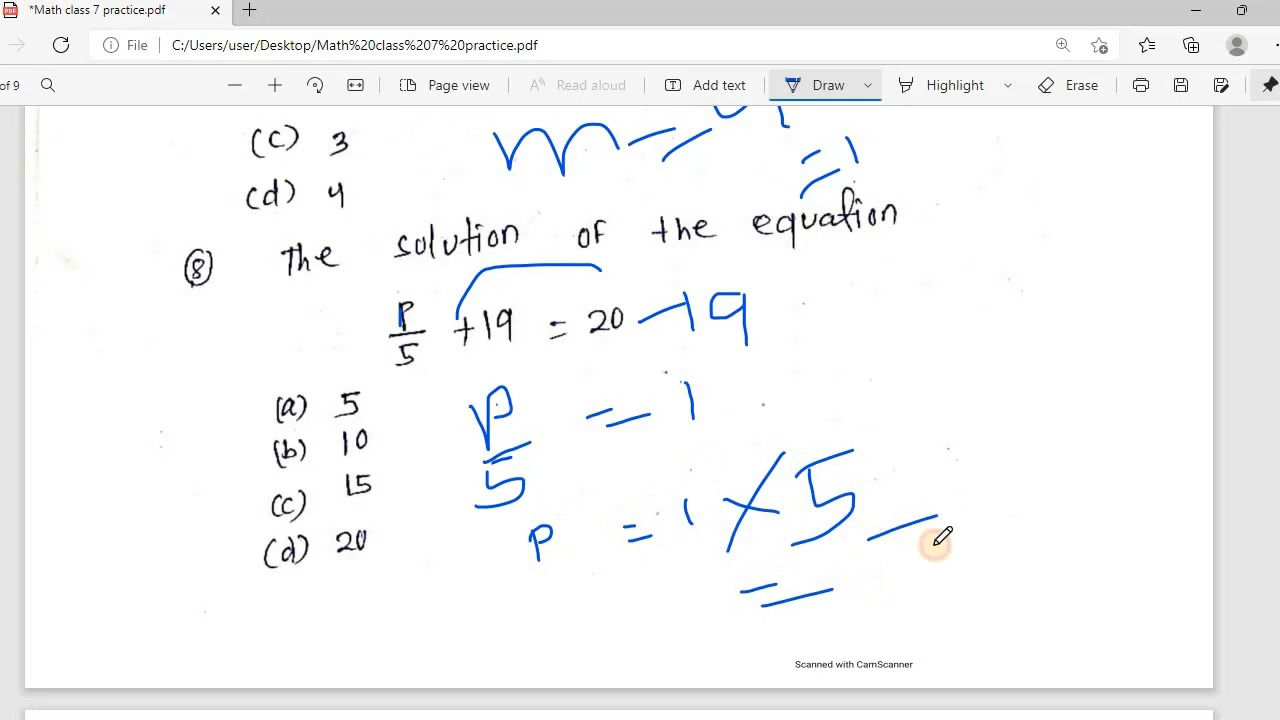 *Math class 7 practice.pdf
File C:/Users/user/Desktop/Math%20class%207%20practice.pdf
of 9 Page view Read aloud Add text Draw Highlight Erase
(c) 3
(d) 4
m =
= 1
(8) The solution of the equation
P/5 +19 = 20 - 19
(a) 5
(b) 10
(c) 15
(d) 20
P/5 = 1
P = 1 × 5
=
Scanned with CamScanner